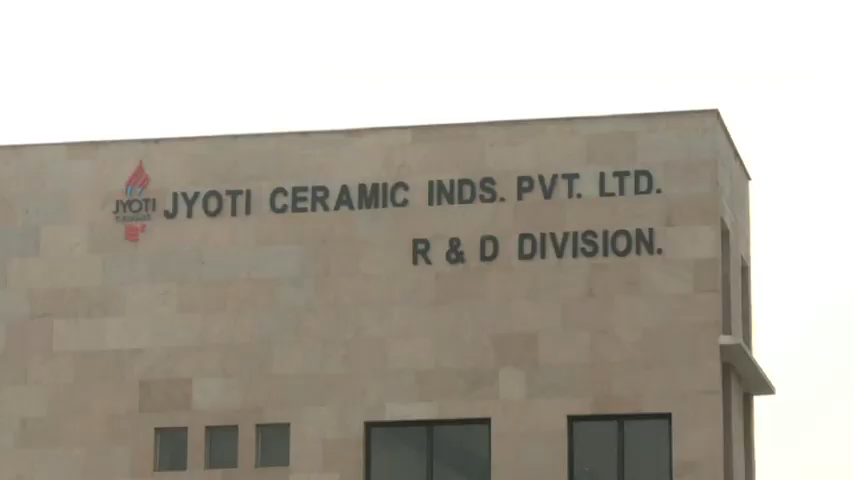 JYOTI
JYOTI CERAMIC INDS. PVT. LTD.
R & D DIVISION.